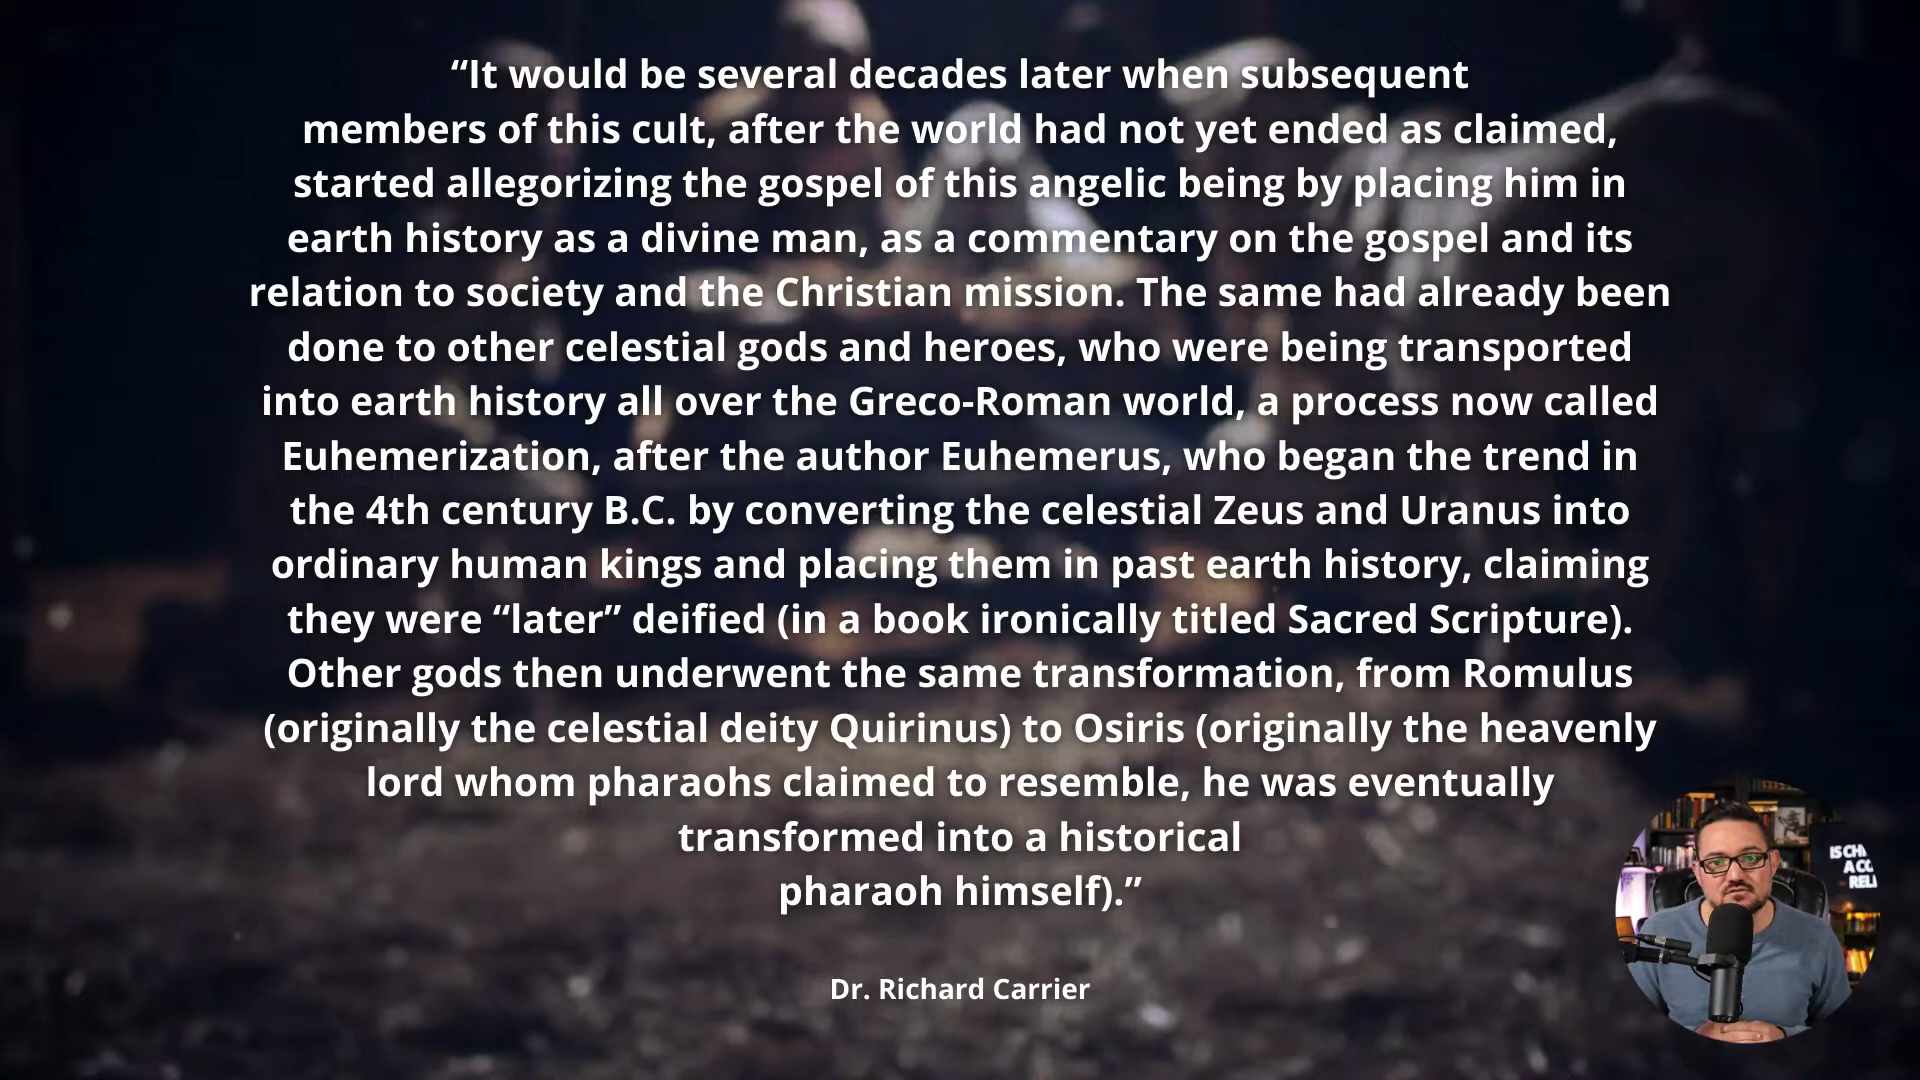 “It would be several decades later when subsequent
members of this cult, after the world had not yet ended as claimed,
started allegorizing the gospel of this angelic being by placing him in
earth history as a divine man, as a commentary on the gospel and its
relation to society and the Christian mission. The same had already been
done to other celestial gods and heroes, who were being transported
into earth history all over the Greco-Roman world, a process now called
Euhemerization, after the author Euhemerus, who began the trend in
the 4th century B.C. by converting the celestial Zeus and Uranus into
ordinary human kings and placing them in past earth history, claiming
they were “later” deified (in a book ironically titled Sacred Scripture).
Other gods then underwent the same transformation, from Romulus
(originally the celestial deity Quirinus) to Osiris (originally the heavenly
lord whom pharaohs claimed to resemble, he was eventually
transformed into a historical
pharaoh himself).”
Dr. Richard Carrier
IS
A